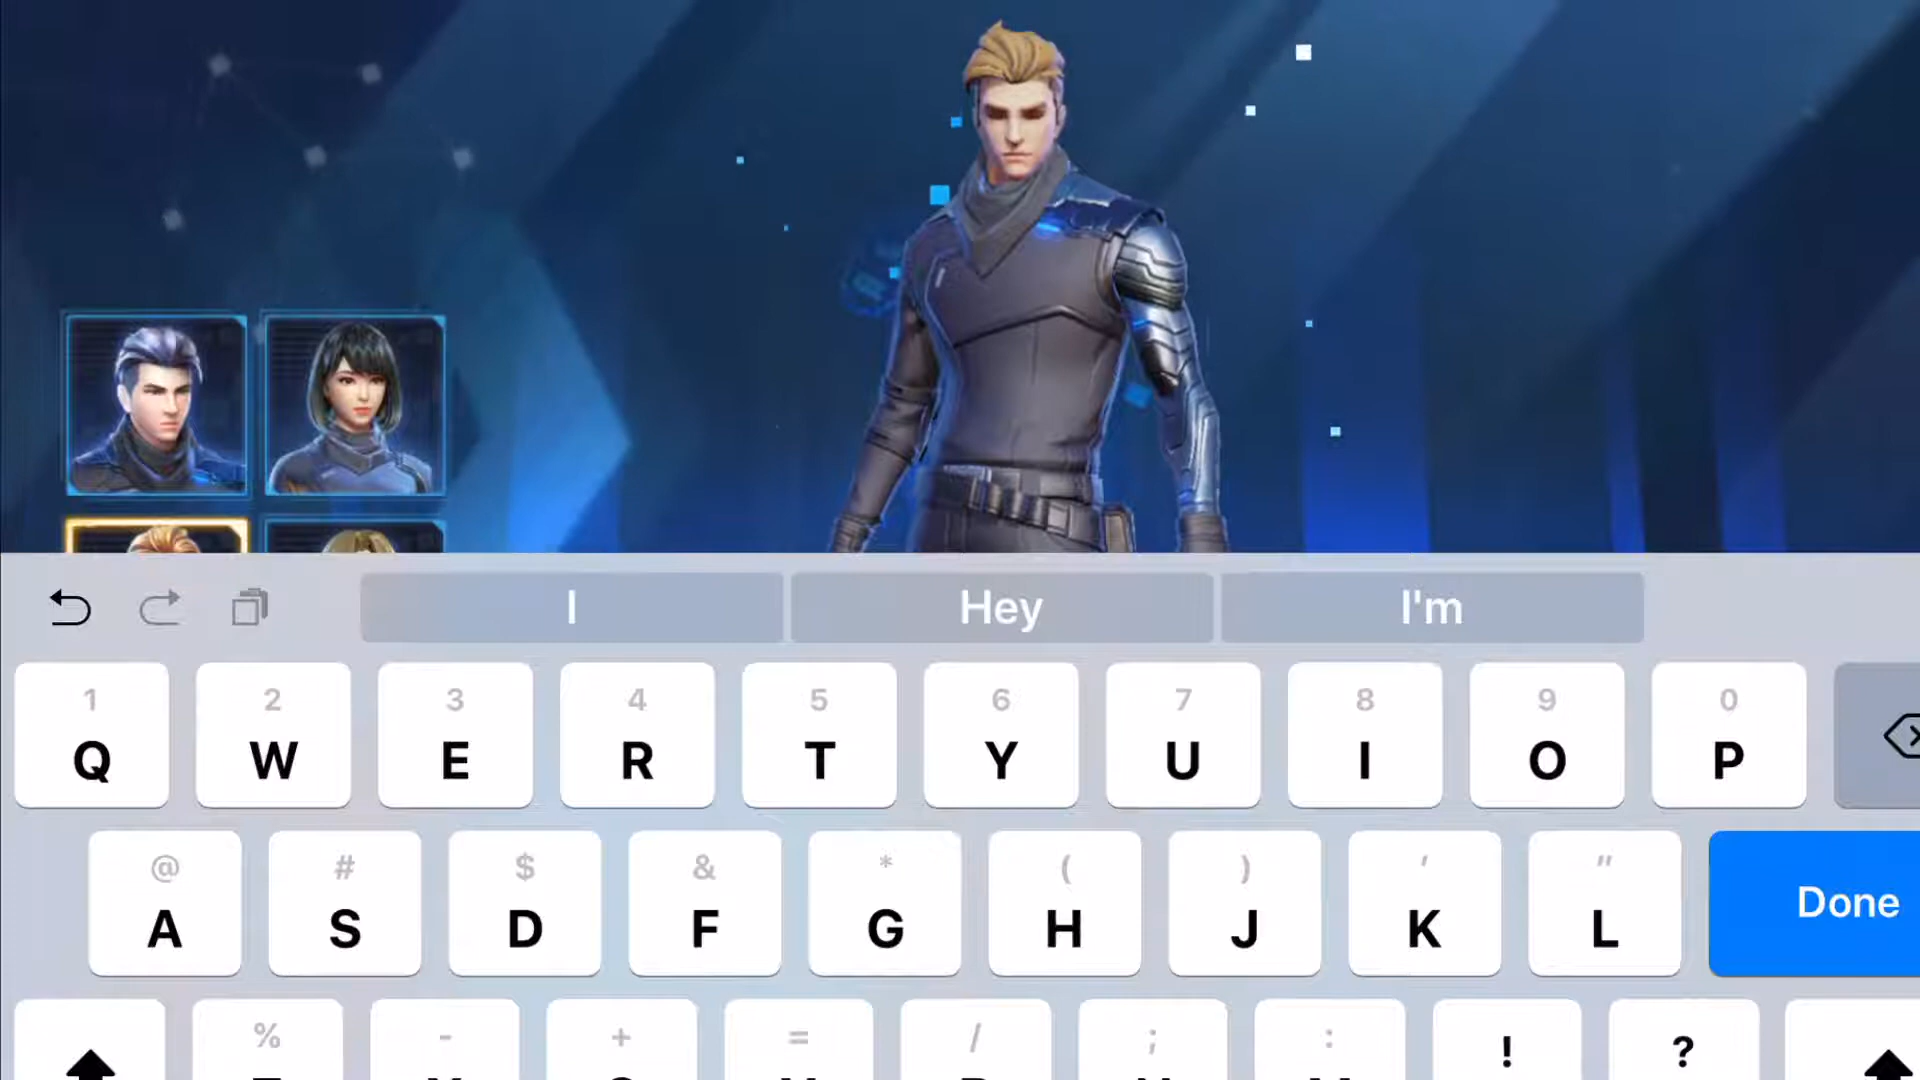 I Hey I'm
1 2 3 4 5 6 7 8 9 0
Q W E R T Y U I O P
@ # $ & * ( ) ' "
A S D F G H J K L Done
% - + = / ; : ! ?